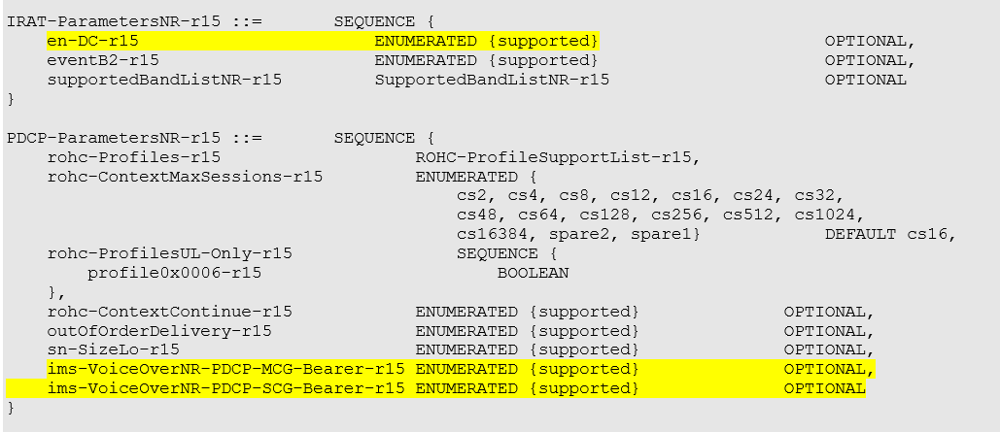 IRAT-ParametersNR-r15 ::= SEQUENCE {
en-DC-r15 ENUMERATED {supported} OPTIONAL,
eventB2-r15 ENUMERATED {supported} OPTIONAL,
supportedBandListNR-r15 SupportedBandListNR-r15 OPTIONAL
}
PDCP-ParametersNR-r15 ::= SEQUENCE {
rohc-Profiles-r15 ROHC-ProfileSupportList-r15,
rohc-ContextMaxSessions-r15 ENUMERATED {
cs2, cs4, cs8, cs12, cs16, cs24, cs32,
cs48, cs64, cs128, cs256, cs512, cs1024,
cs16384, spare2, spare1} DEFAULT cs16,
rohc-ProfilesUL-Only-r15 SEQUENCE {
profile0x0006-r15 BOOLEAN
},
rohc-ContextContinue-r15 ENUMERATED {supported} OPTIONAL,
outOfOrderDelivery-r15 ENUMERATED {supported} OPTIONAL,
sn-SizeLo-r15 ENUMERATED {supported} OPTIONAL,
ims-VoiceOverNR-PDCP-MCG-Bearer-r15 ENUMERATED {supported} OPTIONAL,
ims-VoiceOverNR-PDCP-SCG-Bearer-r15 ENUMERATED {supported} OPTIONAL
}